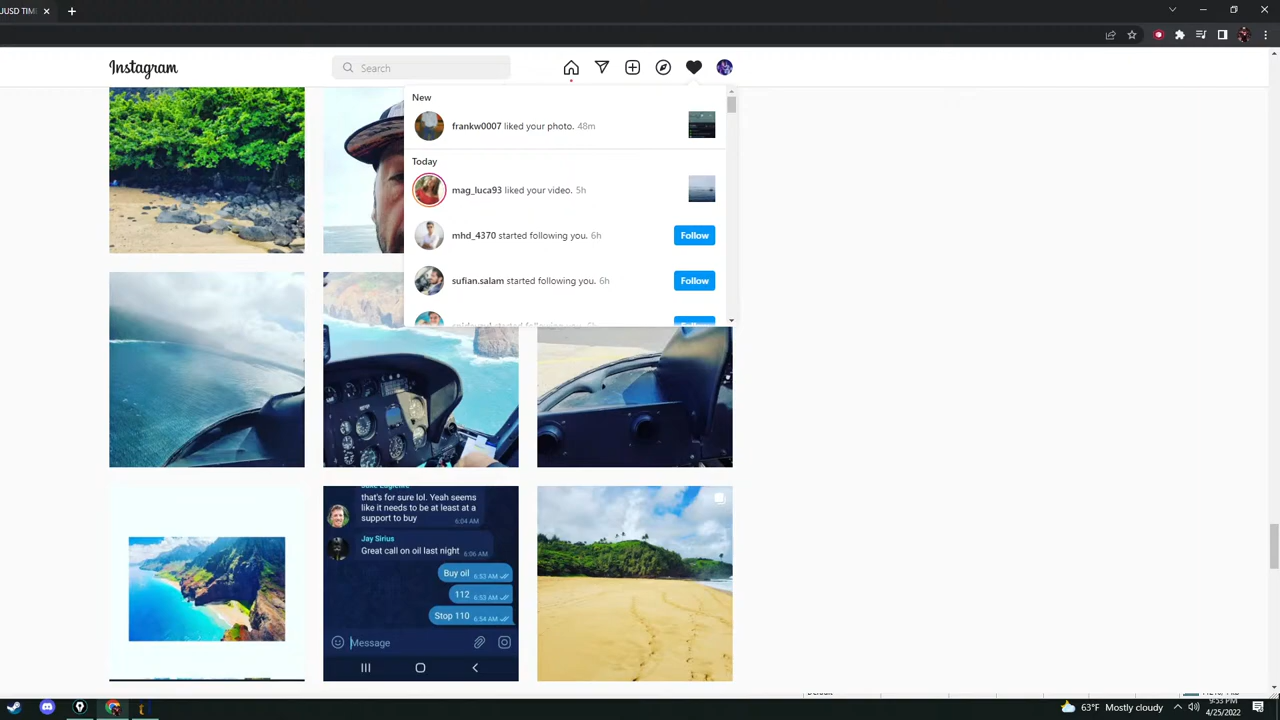 Instagram
Search
New
frankw0007 liked your photo. 48m
Today
mag_luca93 liked your video. 5h
mhd_4370 started following you. 6h
Follow
sufian.salam started following you. 6h
Follow
started following you.
that's for sure lol. Yeah seems
like it needs to be at least at a
support to buy
6:04 AM
Jay Sirius
Great call on oil last night
6:06 AM
Buy oil
6:53 AM
112
6:53 AM
Stop 110
6:54 AM
Message
63°F Mostly cloudy
4/25/2022